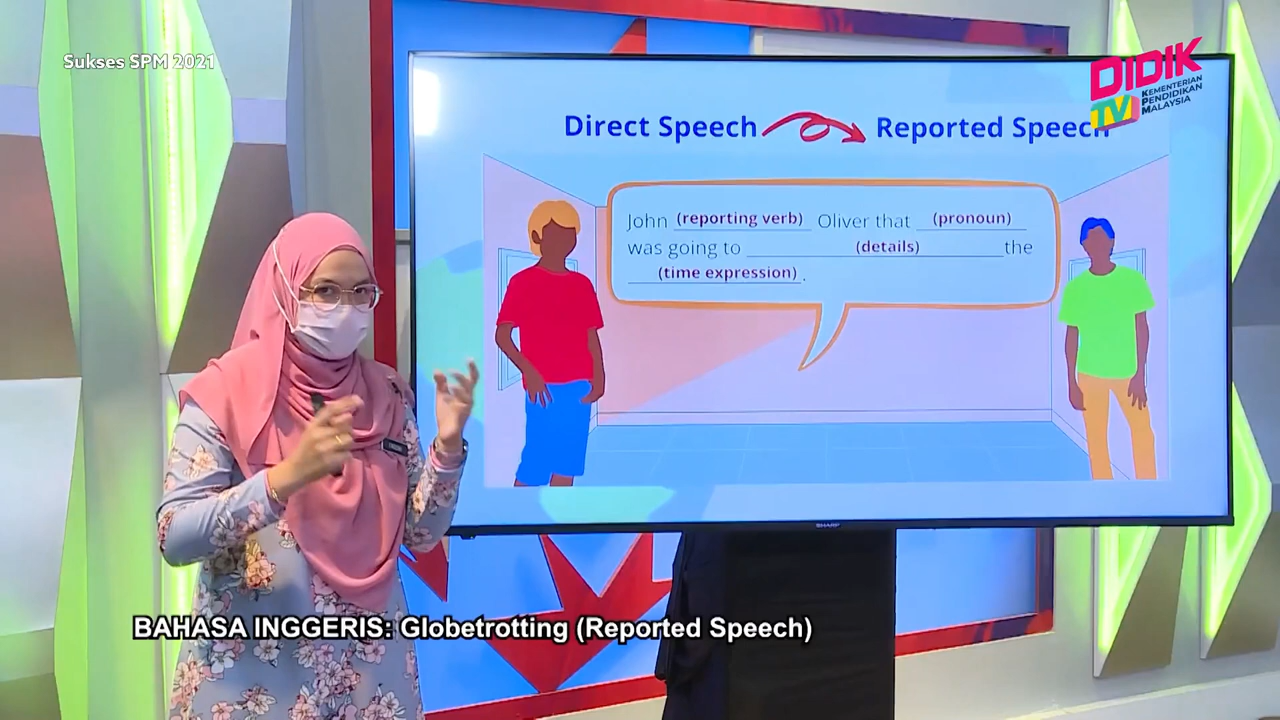 Sukses SPM 2021
DIDIK
TV
KEMENTERIAN
PENDIDIKAN
MALAYSIA
Direct Speech Reported Speech
John (reporting verb) Oliver that (pronoun)
was going to (details) the
(time expression).
SHARP
BAHASA INGGERIS: Globetrotting (Reported Speech)